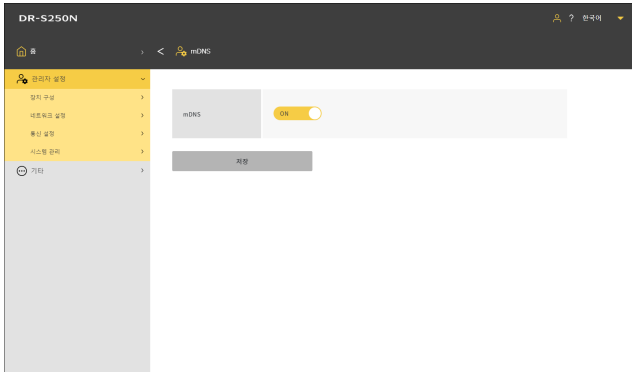 DR-S250N
? 한국어
홈
mDNS
관리자 설정
장치 구성
네트워크 설정
통신 설정
시스템 관리
기타
mDNS
ON
저장